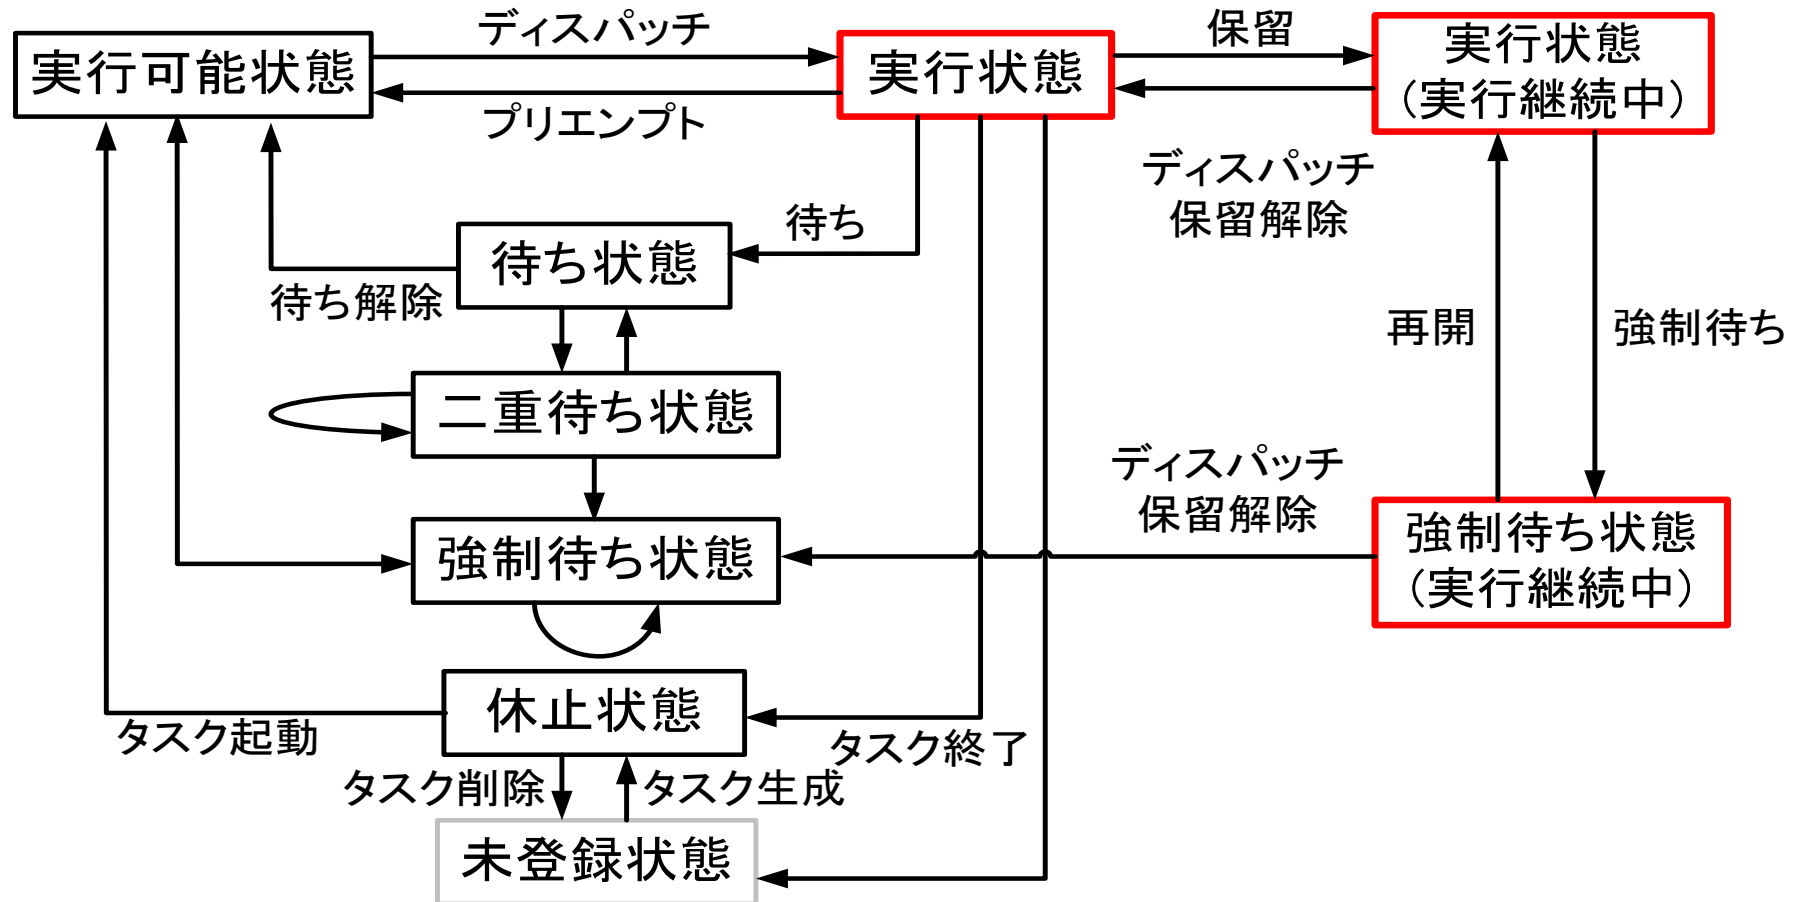 ディスパッチ
保留
実行可能状態
実行状態
実行状態
（実行継続中）
プリエンプト
ディスパッチ
保留解除
待ち
待ち状態
待ち解除
再開
強制待ち
二重待ち状態
ディスパッチ
保留解除
強制待ち状態
強制待ち状態
（実行継続中）
休止状態
タスク起動
タスク終了
タスク削除
タスク生成
未登録状態